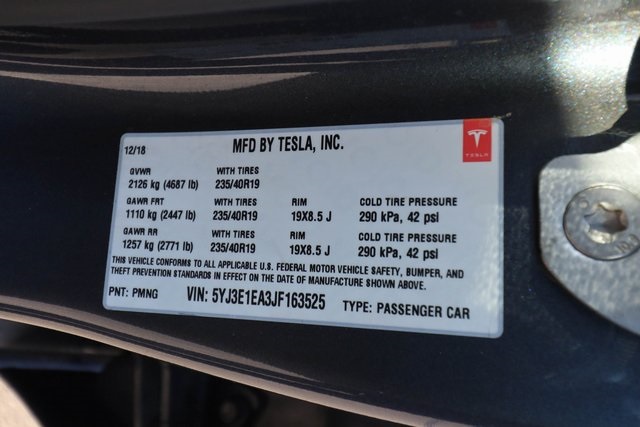 12/18 MFD BY TESLA, INC.
TESLA
GVWR WITH TIRES
2126 kg (4687 lb) 235/40R19
GAWR FRT WITH TIRES RIM COLD TIRE PRESSURE
1110 kg (2447 lb) 235/40R19 19X8.5 J 290 kPa, 42 psi
GAWR RR WITH TIRES RIM COLD TIRE PRESSURE
1257 kg (2771 lb) 235/40R19 19X8.5 J 290 kPa, 42 psi
THIS VEHICLE CONFORMS TO ALL APPLICABLE U.S. FEDERAL MOTOR VEHICLE SAFETY, BUMPER, AND
THEFT PREVENTION STANDARDS IN EFFECT ON THE DATE OF MANUFACTURE SHOWN ABOVE.
PNT: PMNG VIN: 5YJ3E1EA3JF163525 TYPE: PASSENGER CAR